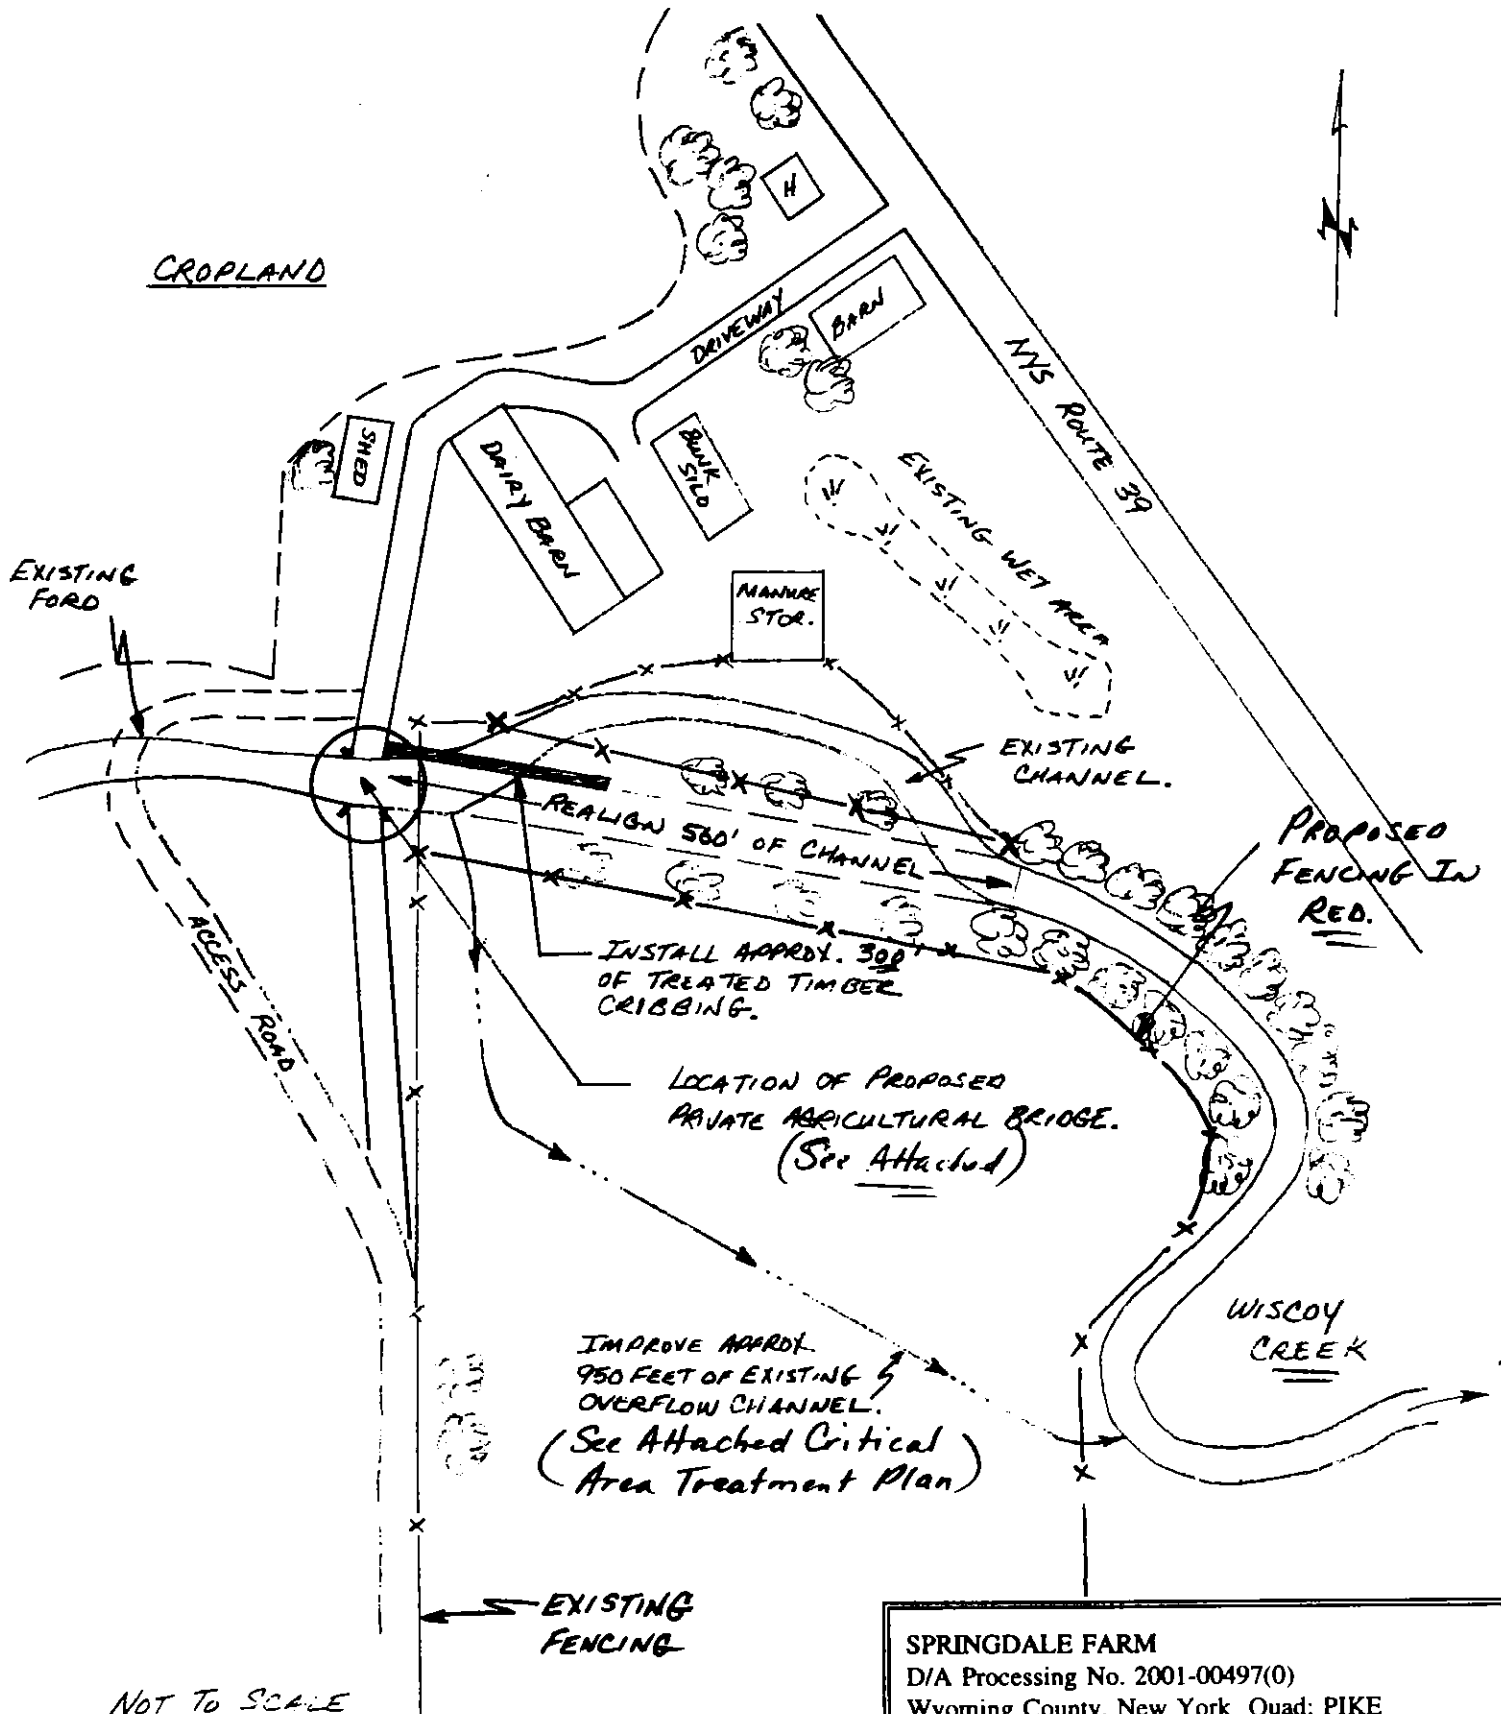 H
N
CROPLAND
DRIVEWAY
BARN
NYS ROUTE 39
SHED
DAIRY BARN
BUNK
SILO
EXISTING WET AREA
EXISTING
FORD
MANURE
STOR.
EXISTING
CHANNEL.
REALIGN 560' OF CHANNEL
PROPOSED
FENCING IN
RED.
ACCESS ROAD
INSTALL APPROX. 300'
OF TREATED TIMBER
CRIBBING.
LOCATION OF PROPOSED
PRIVATE AGRICULTURAL BRIDGE.
(See Attached)
WISCOY
CREEK
IMPROVE APPROX
950 FEET OF EXISTING
OVERFLOW CHANNEL.
(See Attached Critical
Area Treatment Plan)
EXISTING
FENCING
NOT TO SCALE
SPRINGDALE FARM
D/A Processing No. 2001-00497(0)
Wyoming County, New York Quad: PIKE